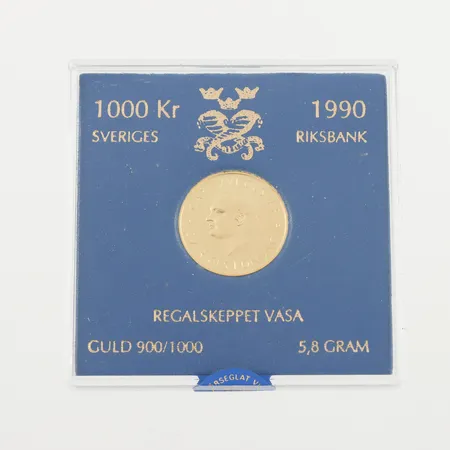 1000 Kr 1990
SVERIGES RIKSBANK
REGALSKEPPET VASA
GULD 900/1000 5,8 GRAM